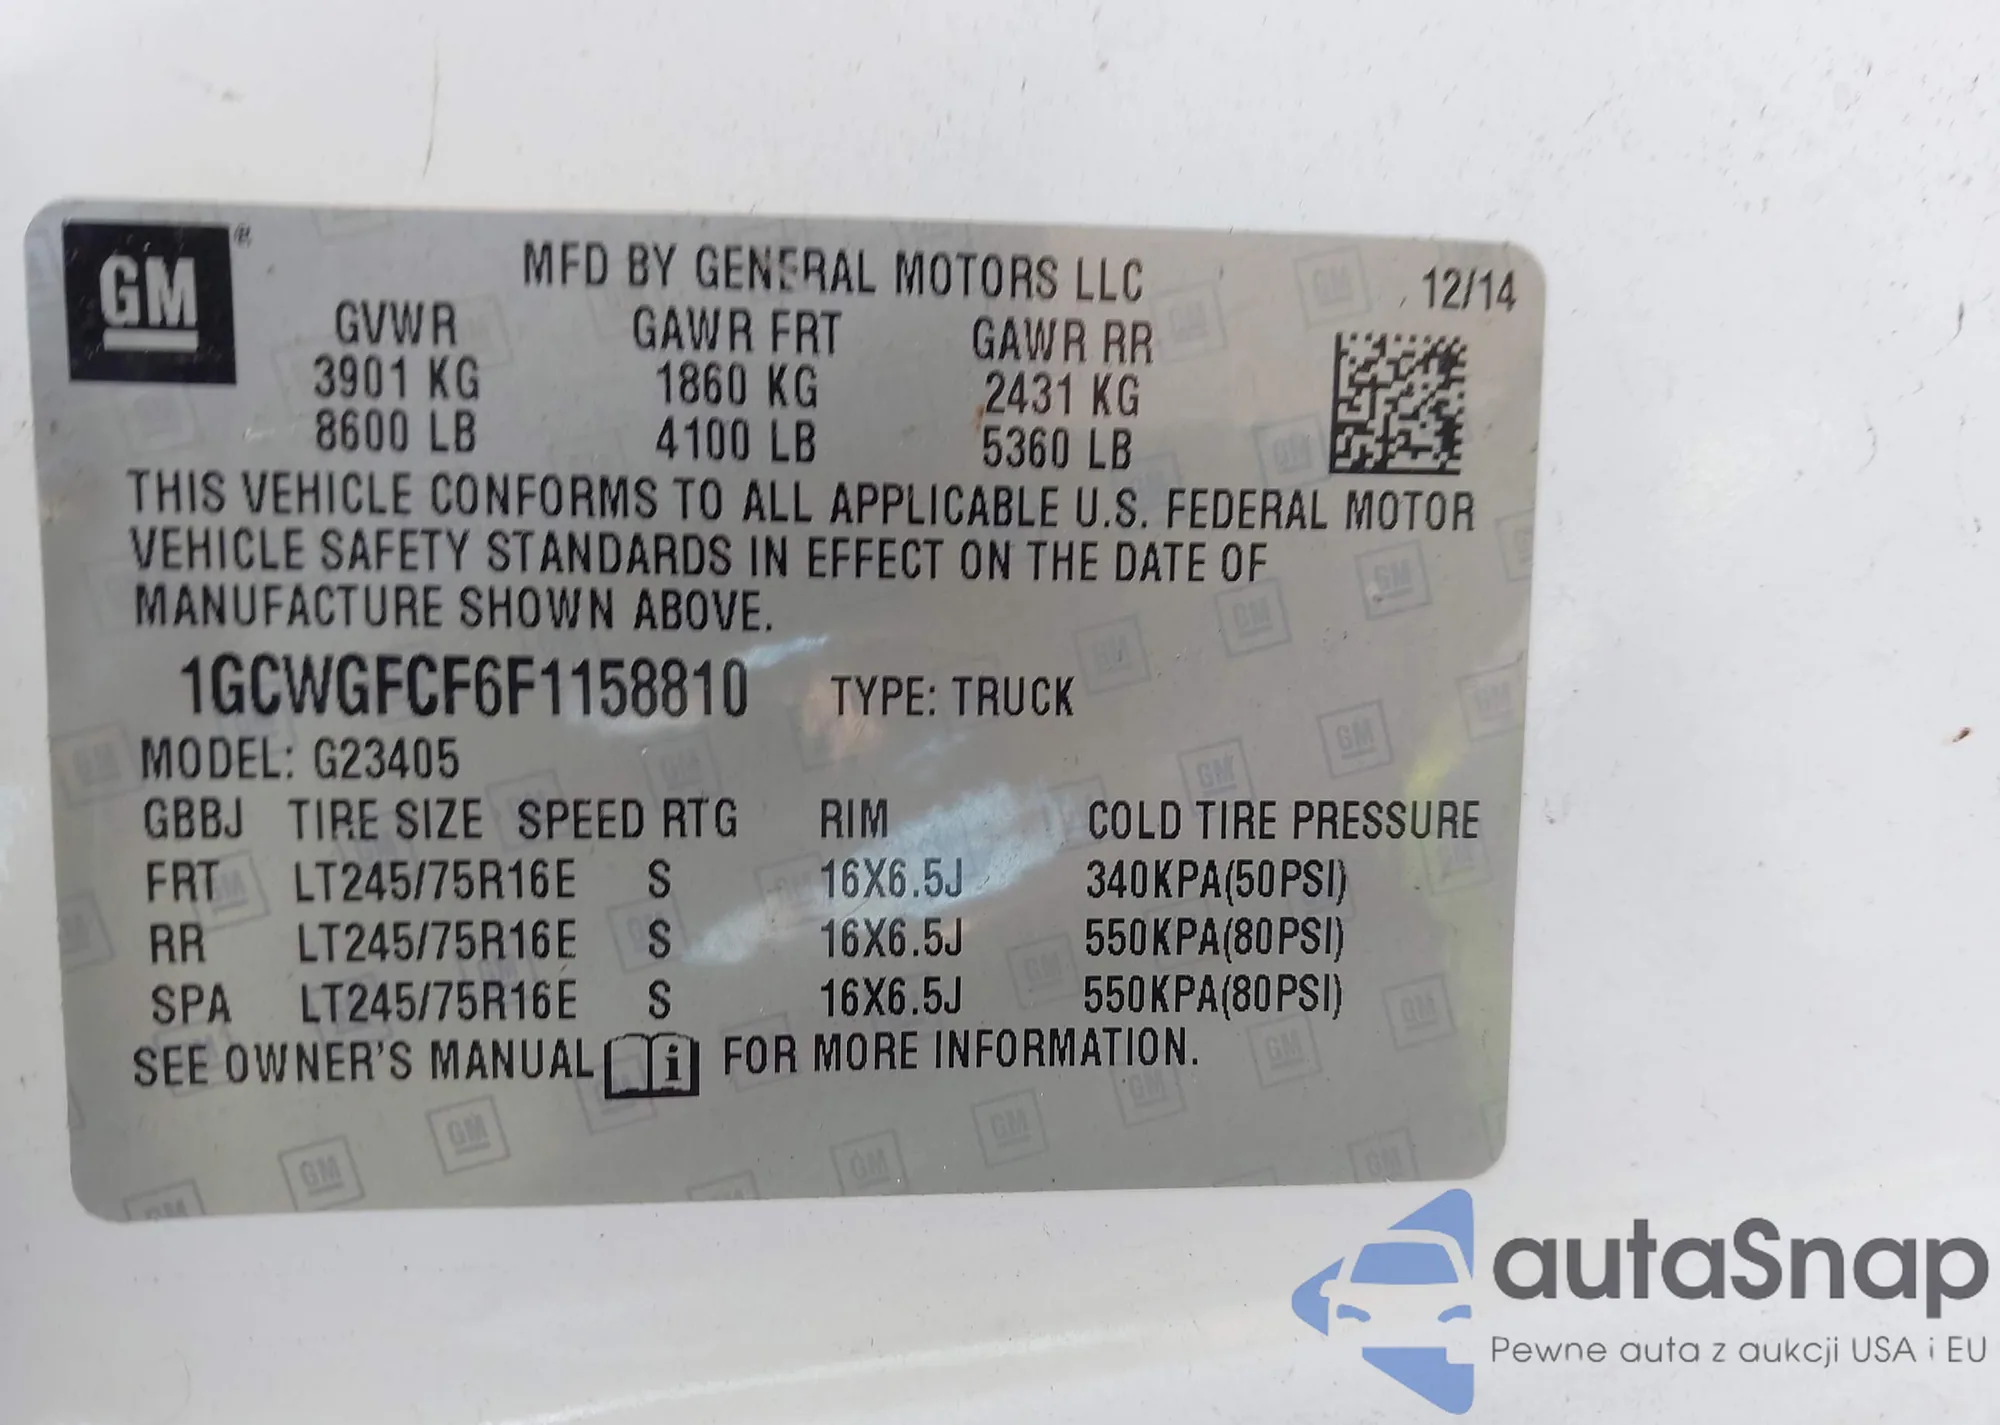 GM®
MFD BY GENERAL MOTORS LLC
12/14
GVWR GAWR FRT GAWR RR
3901 KG 1860 KG 2431 KG
8600 LB 4100 LB 5360 LB
THIS VEHICLE CONFORMS TO ALL APPLICABLE U.S. FEDERAL MOTOR
VEHICLE SAFETY STANDARDS IN EFFECT ON THE DATE OF
MANUFACTURE SHOWN ABOVE.
1GCWGFCF6F1158810 TYPE: TRUCK
MODEL: G23405
GBBJ TIRE SIZE SPEED RTG RIM COLD TIRE PRESSURE
FRT LT245/75R16E S 16X6.5J 340KPA(50PSI)
RR LT245/75R16E S 16X6.5J 550KPA(80PSI)
SPA LT245/75R16E S 16X6.5J 550KPA(80PSI)
SEE OWNER'S MANUAL i FOR MORE INFORMATION.
autaSnap
Pewne auta z aukcji USA i EU